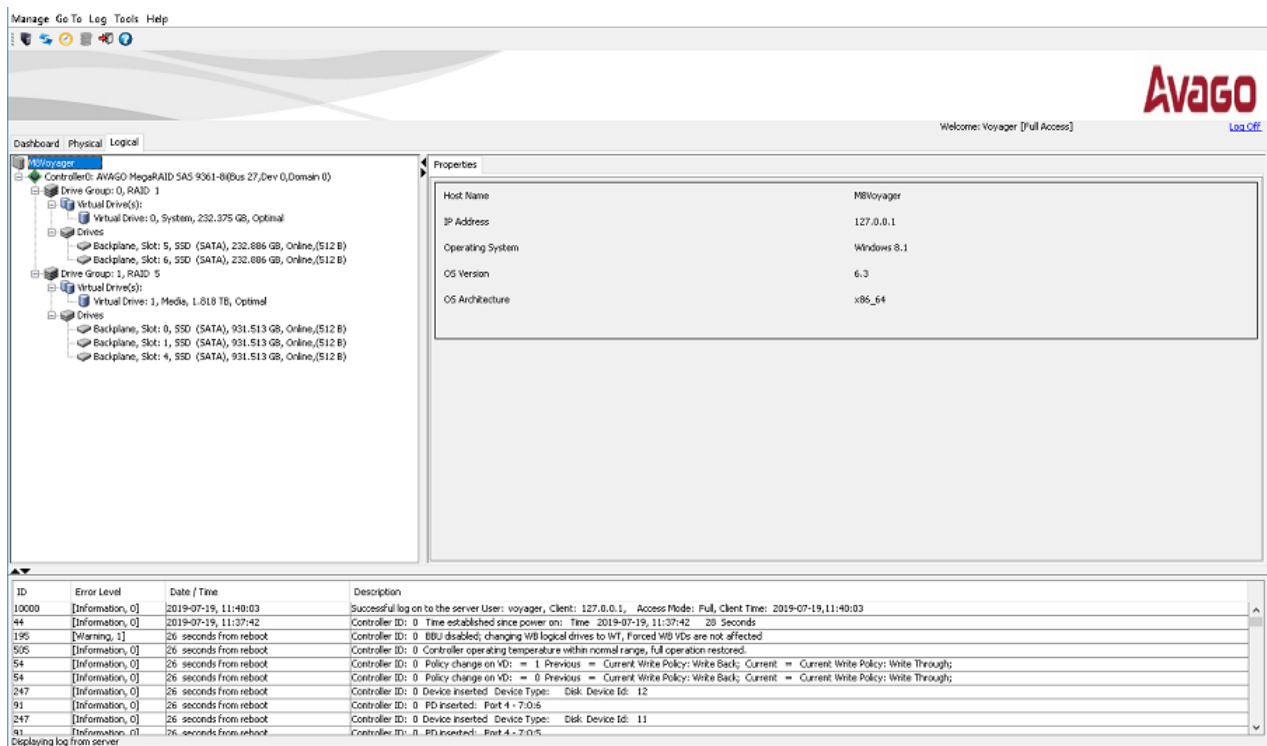 Manage Go To Log Tools Help
AVAGO
Welcome: Voyager [Full Access]
Log Off
Dashboard Physical Logical
M8Voyager
Controller0: AVAGO MegaRAID SAS 9361-8i(Bus 27,Dev 0,Domain 0)
Drive Group: 0, RAID 1
Virtual Drive(s):
Virtual Drive: 0, System, 232.375 GB, Optimal
Drives
Backplane, Slot: 5, SSD (SATA), 232.886 GB, Online,(512 B)
Backplane, Slot: 6, SSD (SATA), 232.886 GB, Online,(512 B)
Drive Group: 1, RAID 5
Virtual Drive(s):
Virtual Drive: 1, Media, 1.818 TB, Optimal
Drives
Backplane, Slot: 0, SSD (SATA), 931.513 GB, Online,(512 B)
Backplane, Slot: 1, SSD (SATA), 931.513 GB, Online,(512 B)
Backplane, Slot: 4, SSD (SATA), 931.513 GB, Online,(512 B)
Properties
Host Name M8Voyager
IP Address 127.0.0.1
Operating System Windows 8.1
OS Version 6.3
OS Architecture x86_64
ID Error Level Date / Time Description
10000 [Information, 0] 2019-07-19, 11:40:03 Successful log on to the server User: voyager, Client: 127.0.0.1, Access Mode: Full, Client Time: 2019-07-19,11:40:03
44 [Information, 0] 2019-07-19, 11:37:42 Controller ID: 0 Time established since power on: Time 2019-07-19, 11:37:42 28 Seconds
195 [Warning, 1] 26 seconds from reboot Controller ID: 0 BBU disabled; changing WB logical drives to WT, Forced WB VDs are not affected
505 [Information, 0] 26 seconds from reboot Controller ID: 0 Controller operating temperature within normal range, full operation restored.
54 [Information, 0] 26 seconds from reboot Controller ID: 0 Policy change on VD: = 1 Previous = Current Write Policy: Write Back; Current = Current Write Policy: Write Through;
54 [Information, 0] 26 seconds from reboot Controller ID: 0 Policy change on VD: = 0 Previous = Current Write Policy: Write Back; Current = Current Write Policy: Write Through;
247 [Information, 0] 26 seconds from reboot Controller ID: 0 Device inserted Device Type: Disk Device Id: 12
91 [Information, 0] 26 seconds from reboot Controller ID: 0 PD inserted: Port 4 - 7:0:6
247 [Information, 0] 26 seconds from reboot Controller ID: 0 Device inserted Device Type: Disk Device Id: 11
91 [Information, 0] 26 seconds from reboot Controller ID: 0 PD inserted: Port 4 - 7:0:5
Displaying log from server